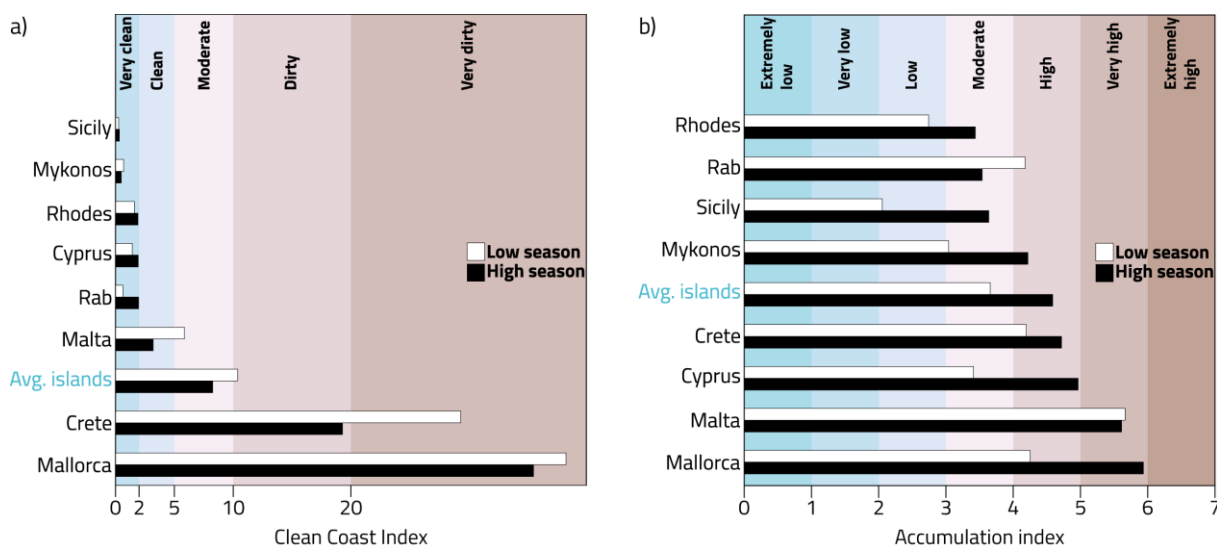 a)
Very clean
Clean
Moderate
Dirty
Very dirty
Sicily
Mykonos
Rhodes
Cyprus
Rab
Malta
Avg. islands
Crete
Mallorca
Low season
High season
0 2 5 10 20
Clean Coast Index
b)
Extremely
low
Very low
Low
Moderate
High
Very high
Extremely
high
Rhodes
Rab
Sicily
Mykonos
Avg. islands
Crete
Cyprus
Malta
Mallorca
Low season
High season
0 1 2 3 4 5 6 7
Accumulation index